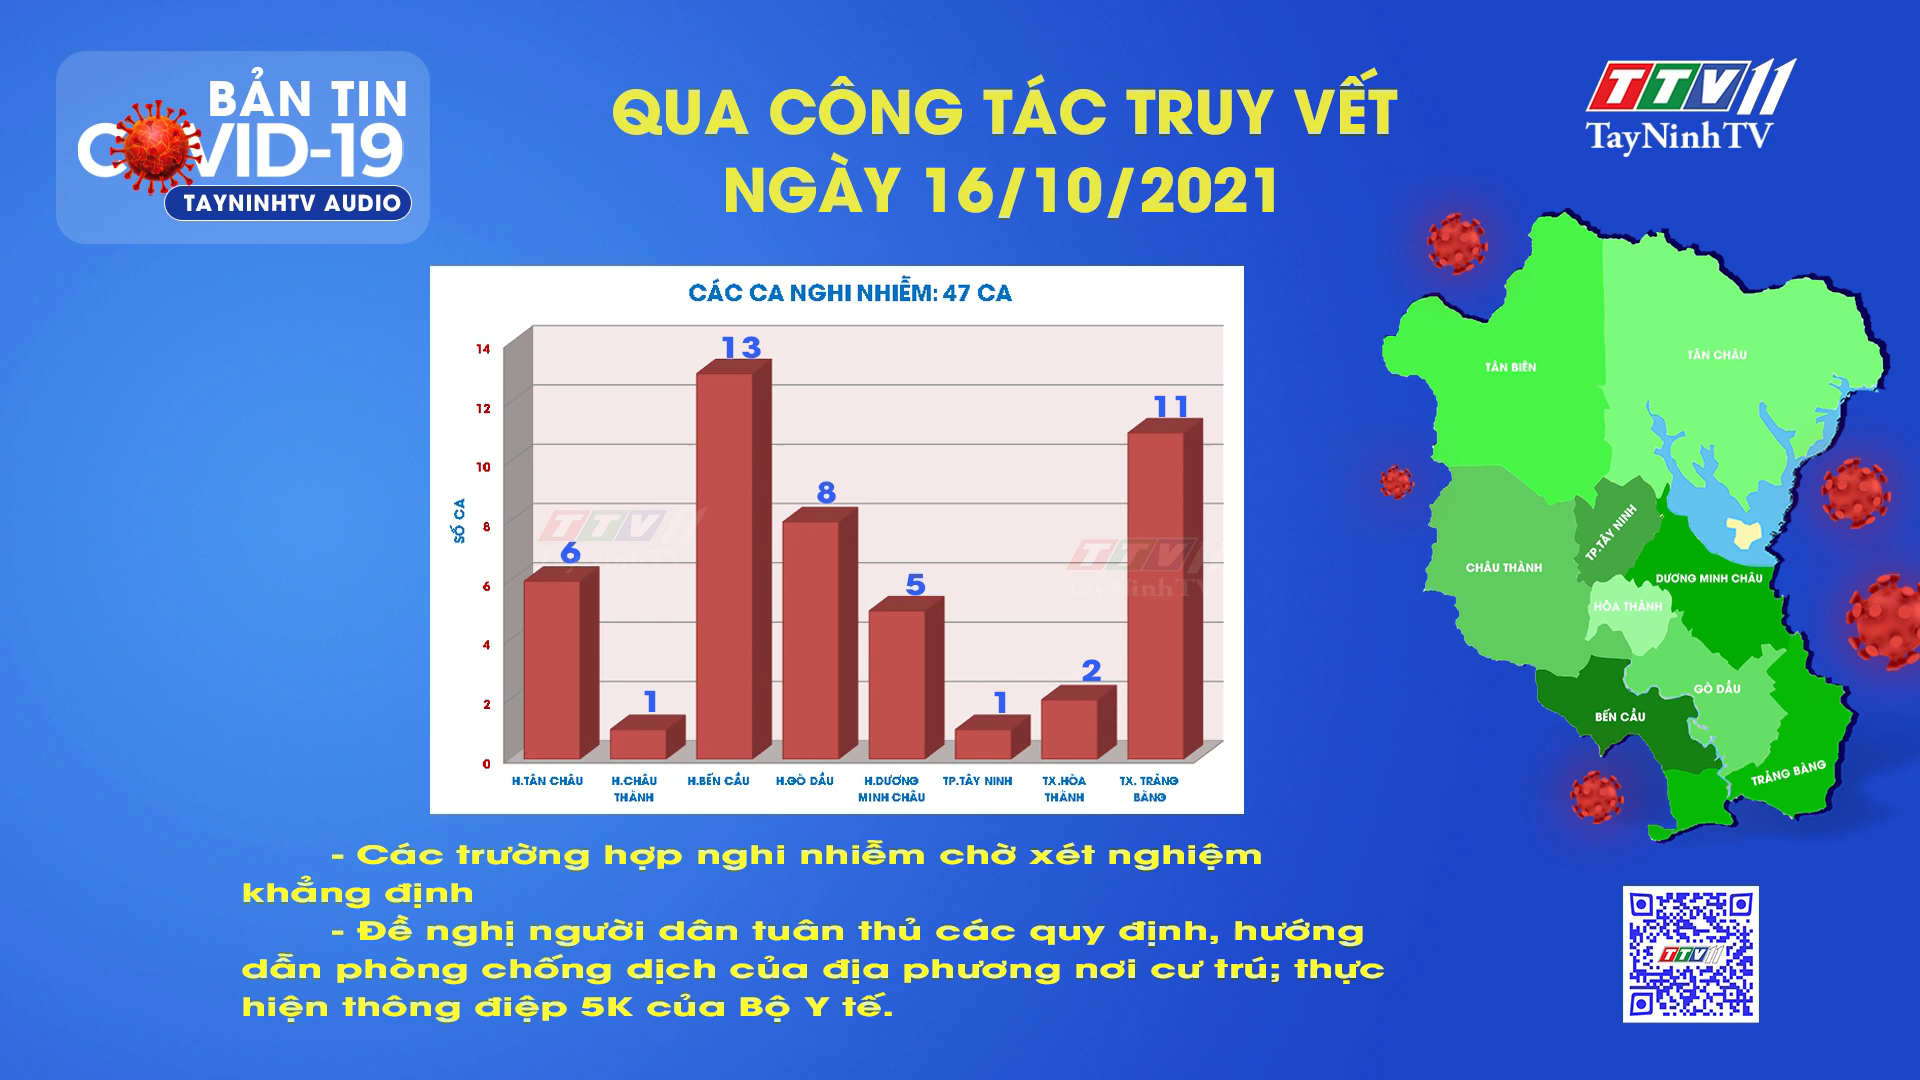 BẢN TIN
COVID-19
TAYNINHTV AUDIO
QUA CÔNG TÁC TRUY VẾT
NGÀY 16/10/2021
TTV11
TayNinhTV
CÁC CA NGHI NHIỄM: 47 CA
SỐ CA
14
12
10
8
6
4
2
0
6
1
13
8
5
1
2
11
TTV11
TayNinhTV
TTV11
TayNinhTV
H.TÂN CHÂU
H.CHÂU
THÀNH
H.BẾN CẦU
H.GÒ DẦU
H.DƯƠNG
MINH CHÂU
TP.TÂY NINH
TX.HÒA
THÀNH
TX. TRẢNG
BÀNG
TÂN BIÊN
TÂN CHÂU
TP.TÂY NINH
CHÂU THÀNH
DƯƠNG MINH CHÂU
HÒA THÀNH
GÒ DẦU
BẾN CẦU
TRẢNG BÀNG
- Các trường hợp nghi nhiễm chờ xét nghiệm
khẳng định
- Đề nghị người dân tuân thủ các quy định, hướng
dẫn phòng chống dịch của địa phương nơi cư trú; thực
hiện thông điệp 5K của Bộ Y tế.
TTV11